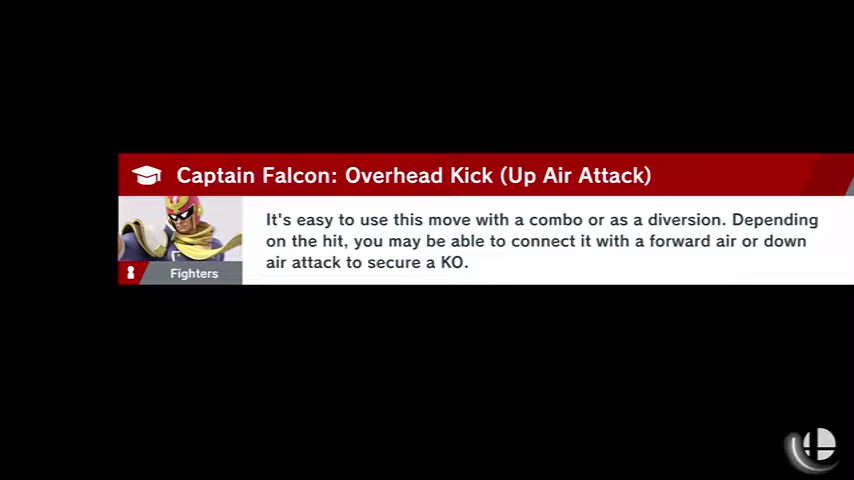 Captain Falcon: Overhead Kick (Up Air Attack)
It's easy to use this move with a combo or as a diversion. Depending
on the hit, you may be able to connect it with a forward air or down
air attack to secure a KO.
Fighters